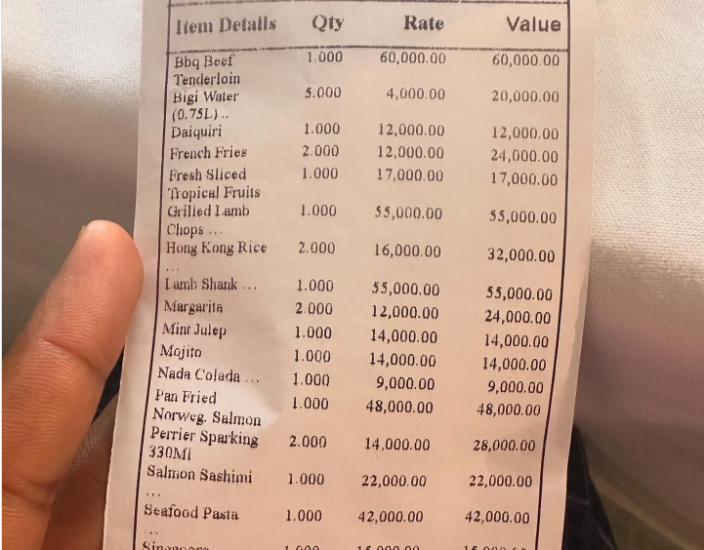 Item Details Qty Rate Value
Bbq Beef 1.000 60,000.00 60,000.00
Tenderloin
Bigi Water 5.000 4,000.00 20,000.00
(0.75L) ..
Daiquiri 1.000 12,000.00 12,000.00
French Fries 2.000 12,000.00 24,000.00
Fresh Sliced 1.000 17,000.00 17,000.00
Tropical Fruits
Grilled Lamb 1.000 55,000.00 55,000.00
Chops ...
Hong Kong Rice 2.000 16,000.00 32,000.00
...
Lamb Shank ... 1.000 55,000.00 55,000.00
Margarita 2.000 12,000.00 24,000.00
Mint Julep 1.000 14,000.00 14,000.00
Mojito 1.000 14,000.00 14,000.00
Nada Colada ... 1.000 9,000.00 9,000.00
Pan Fried 1.000 48,000.00 48,000.00
Norweg. Salmon
Perrier Sparking 2.000 14,000.00 28,000.00
330Ml
Salmon Sashimi 1.000 22,000.00 22,000.00
...
Seafood Pasta 1.000 42,000.00 42,000.00
...